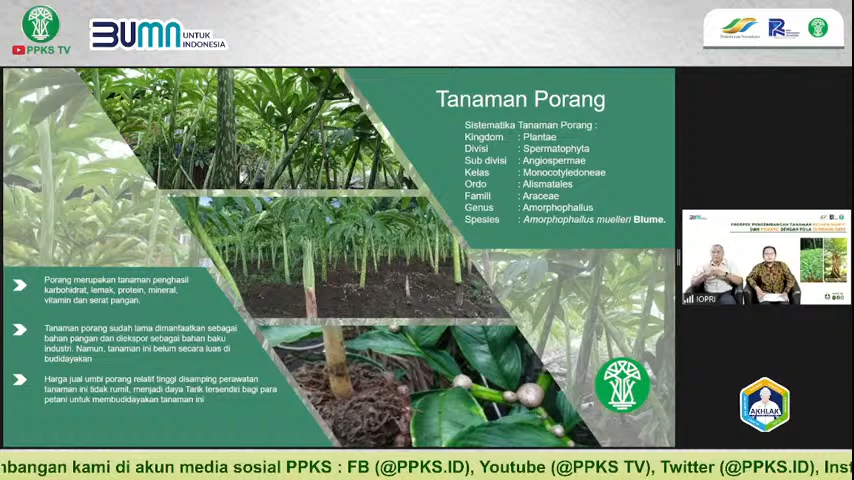 PPKS TV
BUMN
UNTUK
INDONESIA
Tanaman Porang
Sistematika Tanaman Porang :
Kingdom : Plantae
Divisi : Spermatophyta
Sub divisi : Angiospermae
Kelas : Monocotyledoneae
Ordo : Alismatales
Famili : Araceae
Genus : Amorphophallus
Spesies : Amorphophallus muelleri Blume.
Porang merupakan tanaman penghasil
karbohidrat, lemak, protein, mineral,
vitamin dan serat pangan.
Tanaman porang sudah lama dimanfaatkan sebagai
bahan pangan dan diekspor sebagai bahan baku
industri. Namun, tanaman ini belum secara luas di
budidayakan
Harga jual umbi porang relatif tinggi disamping perawatan
tanaman ini tidak rumit, menjadi daya Tarik tersendiri bagi para
petani untuk membudidayakan tanaman ini
IOPRI
AKHLAK
mbangan kami di akun media sosial PPKS : FB (@PPKS.ID), Youtube (@PPKS TV), Twitter (@PPKS.ID), Inst